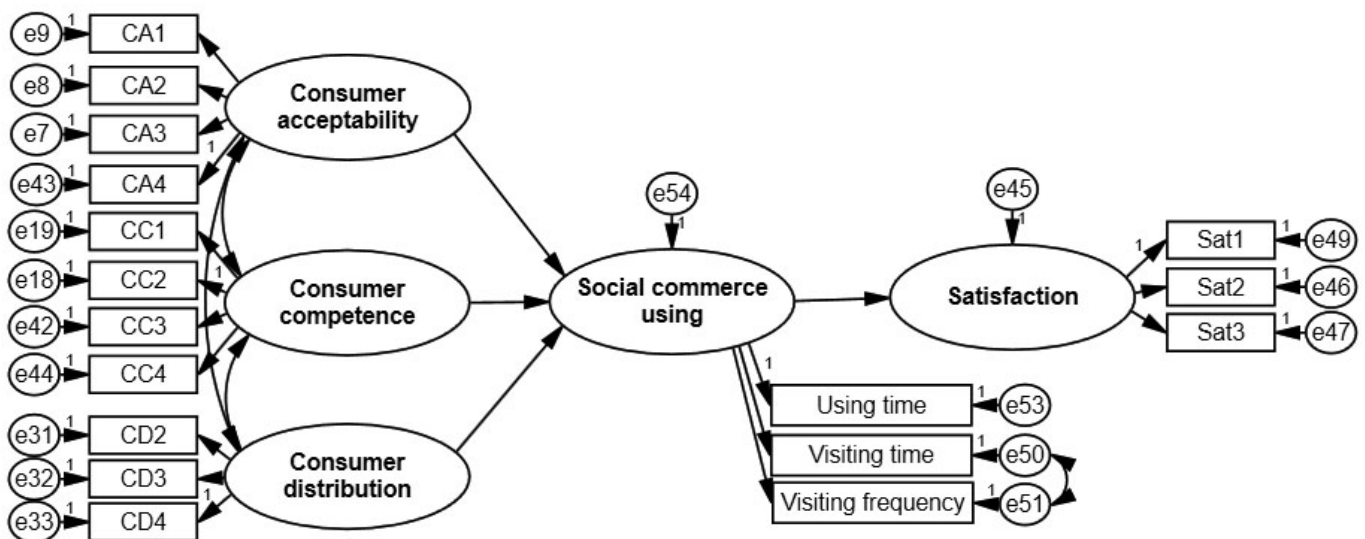 e9 1 CA1
e8 1 CA2
e7 1 CA3
1
e43 1 CA4
e19 1 CC1
e18 1 CC2 1
e42 1 CC3
e44 1 CC4
e31 1 CD2
e32 1 CD3
e33 1 CD4 1
Consumer
acceptability
Consumer
competence
Consumer
distribution
e54
1
Social commerce
using
1
Using time 1 e53
Visiting time 1 e50
Visiting frequency 1 e51
e45
1
Satisfaction
1 Sat1 1 e49
Sat2 1 e46
Sat3 1 e47